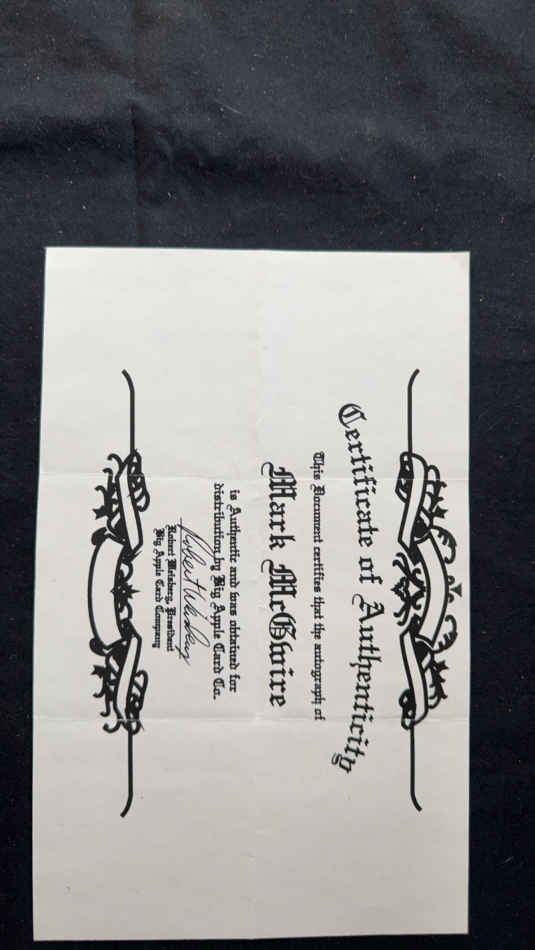 Certificate of Authenticity
This Document certifies that the autograph of
Mark McGwire
is Authentic and was obtained for
distribution by Big Apple Card Co.
Robert Weisberg, President
Big Apple Card Company